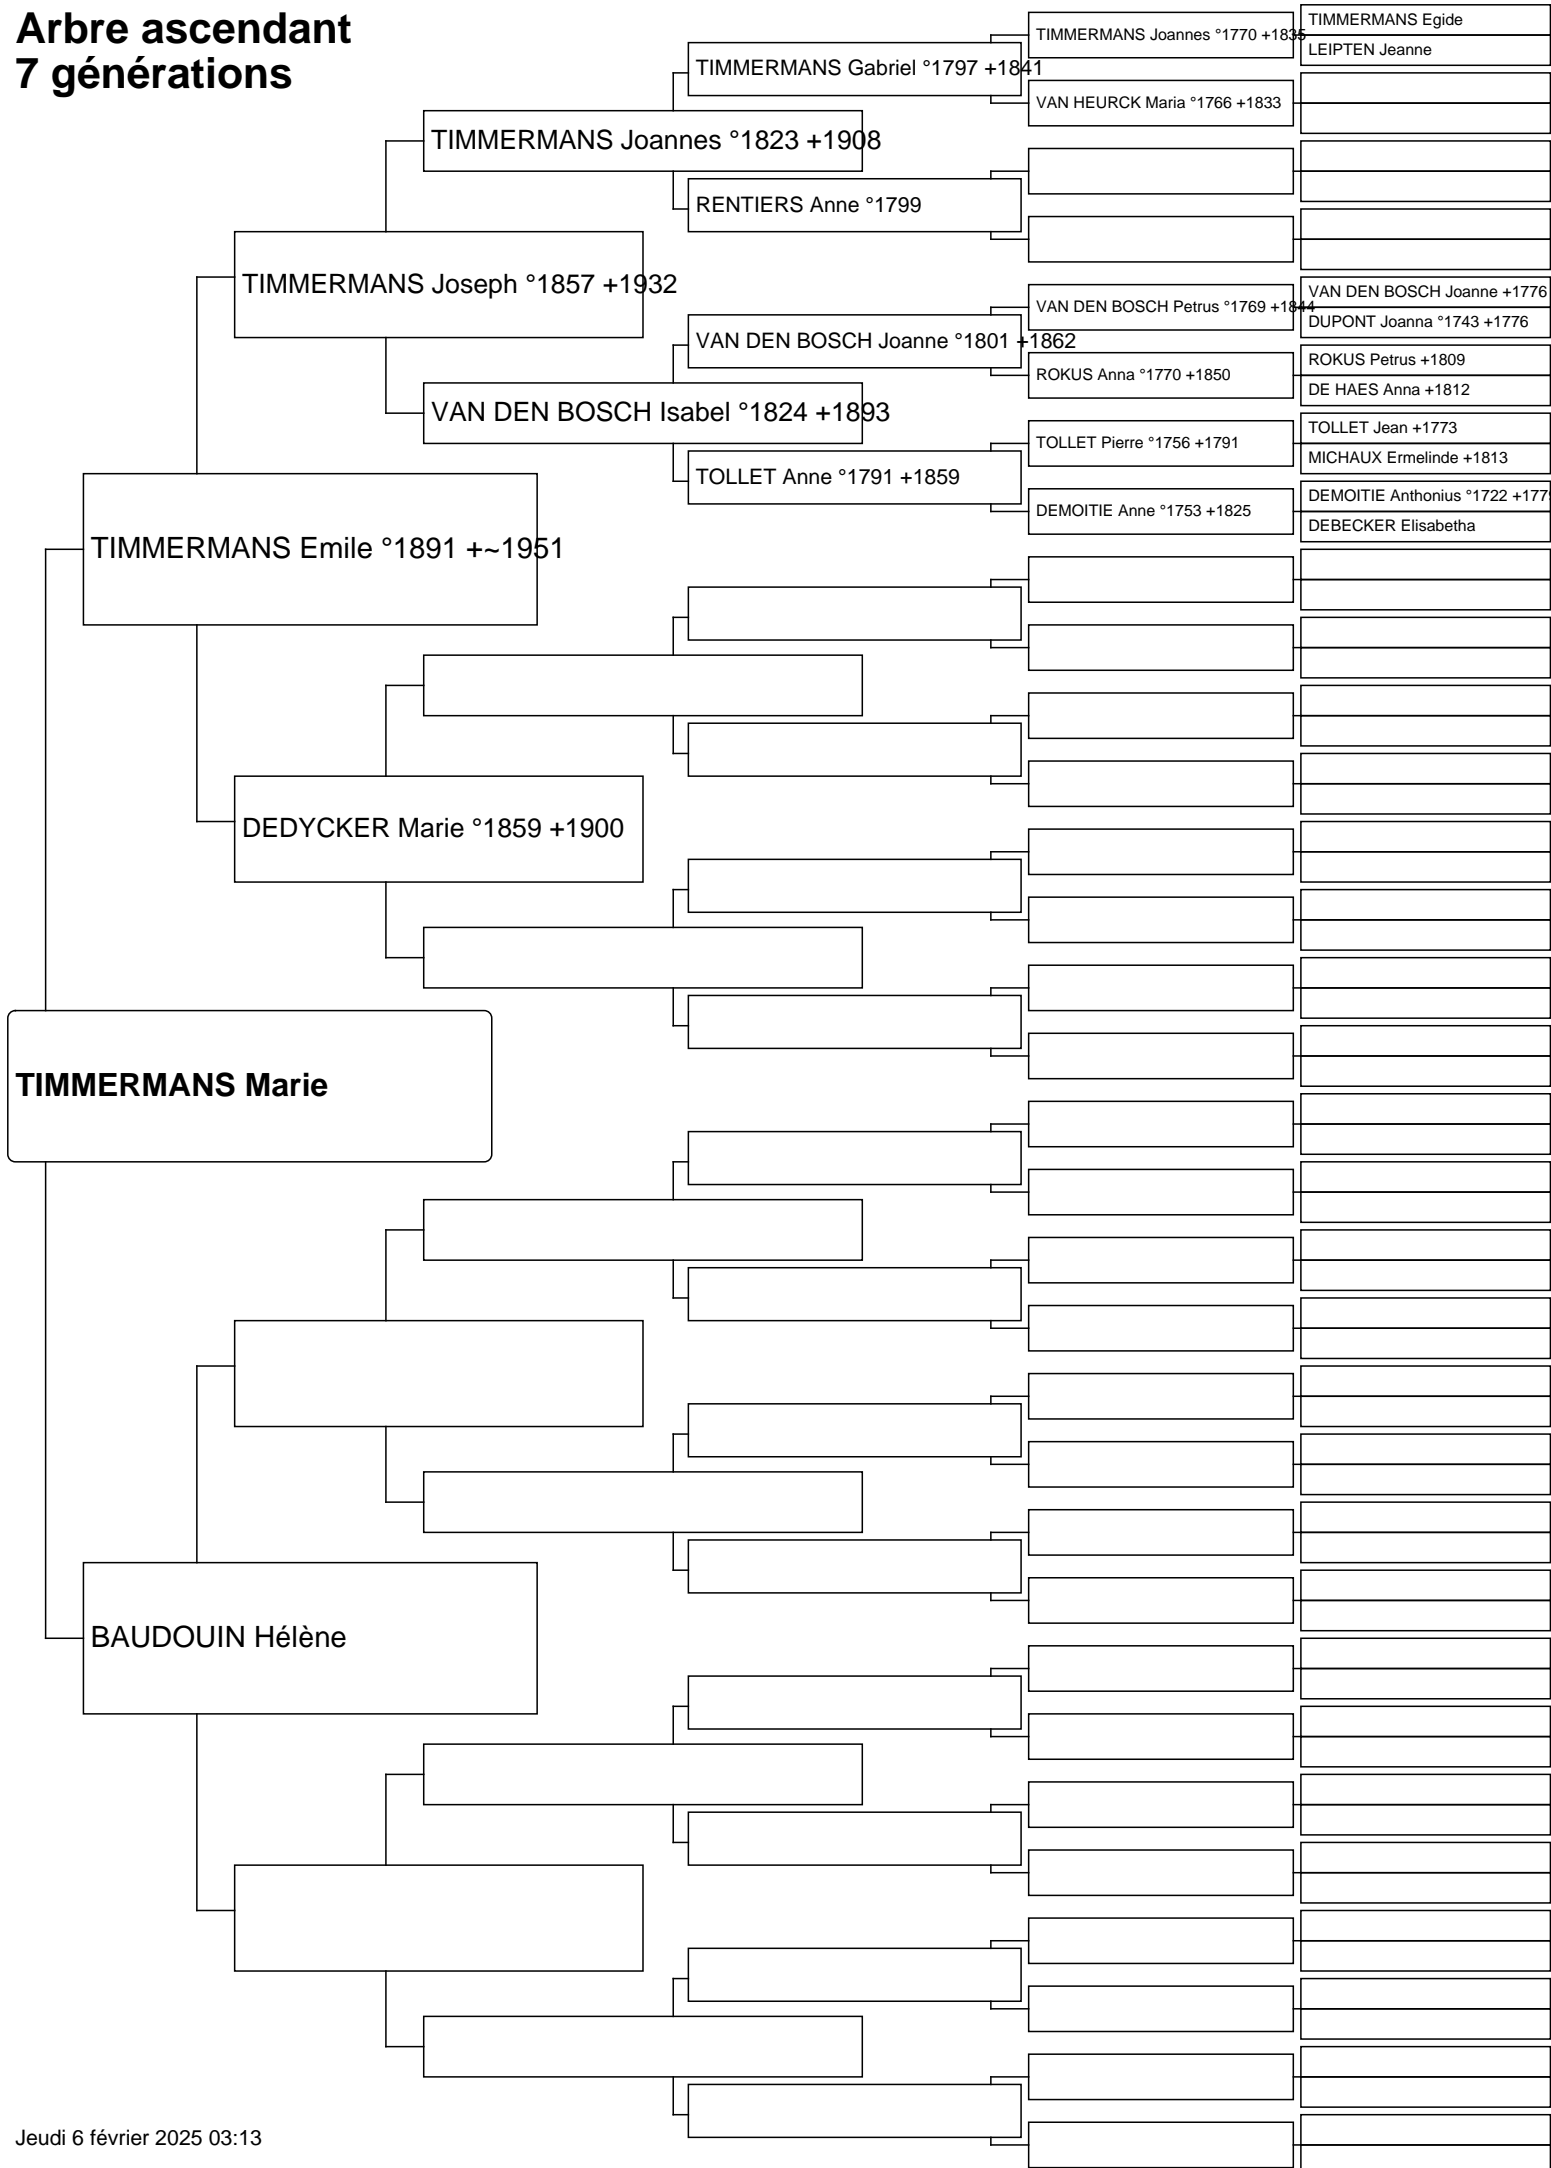 Arbre ascendant
7 générations
TIMMERMANS Marie
TIMMERMANS Emile °1891 +~1951
BAUDOUIN Hélène
TIMMERMANS Joseph °1857 +1932
DEDYCKER Marie °1859 +1900
TIMMERMANS Joannes °1823 +1908
VAN DEN BOSCH Isabel °1824 +1893
TIMMERMANS Gabriel °1797 +1841
RENTIERS Anne °1799
VAN DEN BOSCH Joanne °1801 +1862
TOLLET Anne °1791 +1859
TIMMERMANS Joannes °1770 +1835
VAN HEURCK Maria °1766 +1833
VAN DEN BOSCH Petrus °1769 +1844
ROKUS Anna °1770 +1850
TOLLET Pierre °1756 +1791
DEMOITIE Anne °1753 +1825
TIMMERMANS Egide
LEIPTEN Jeanne
VAN DEN BOSCH Joanne +1776
DUPONT Joanna °1743 +1776
ROKUS Petrus +1809
DE HAES Anna +1812
TOLLET Jean +1773
MICHAUX Ermelinde +1813
DEMOITIE Anthonius °1722
DEBECKER Elisabetha
Jeudi 6 février 2025 03:13